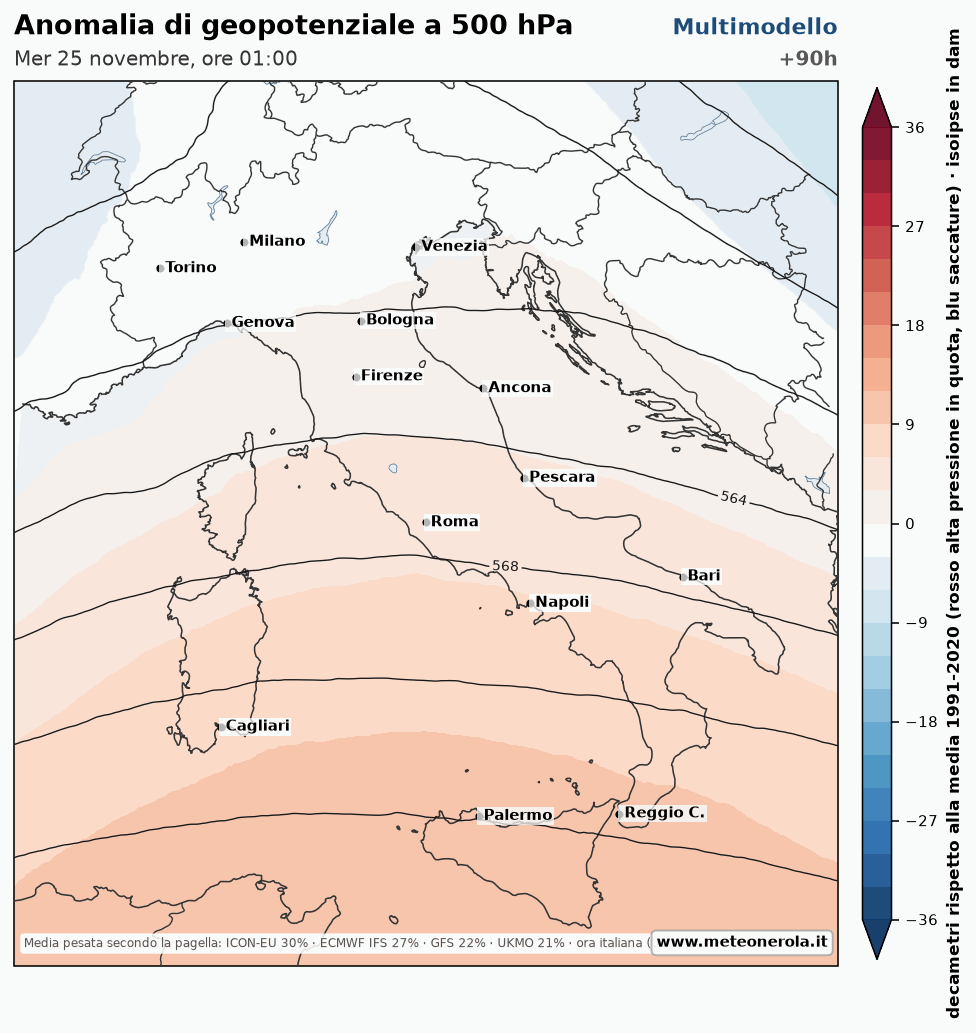 Anomalia di geopotenziale a 500 hPa
Multimodello
Mer 25 novembre, ore 01:00
+90h
Milano
Venezia
Torino
Genova
Bologna
Firenze
Ancona
Pescara
564
Roma
568
Bari
Napoli
Cagliari
Palermo
Reggio C.
Media pesata secondo la pagella: ICON-EU 30% · ECMWF IFS 27% · GFS 22% · UKMO 21% · ora italiana (
www.meteonerola.it
36
27
18
9
0
−9
−18
−27
−36
decametri rispetto alla media 1991-2020 (rosso alta pressione in quota, blu saccature) · isoipse in dam